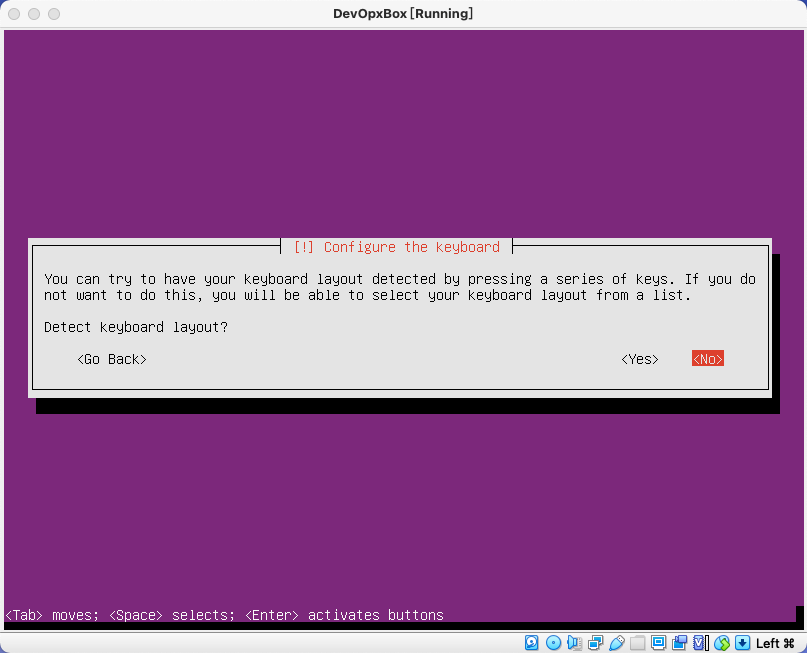 DevOpxBox [Running]
[!] Configure the keyboard
You can try to have your keyboard layout detected by pressing a series of keys. If you do
not want to do this, you will be able to select your keyboard layout from a list.
Detect keyboard layout?
<Go Back> <Yes> <No>
<Tab> moves; <Space> selects; <Enter> activates buttons
Left ⌘